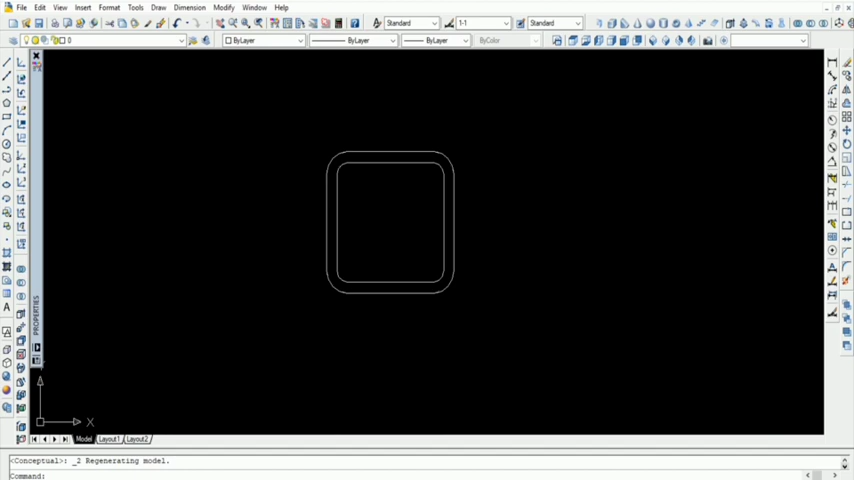 File Edit View Insert Format Tools Draw Dimension Modify Window Help
Standard 1-1 Standard
0 ByLayer ByLayer ByLayer ByColor
PROPERTIES
A
X
Model Layout1 Layout2
<Conceptual>: _2 Regenerating model.
Command: